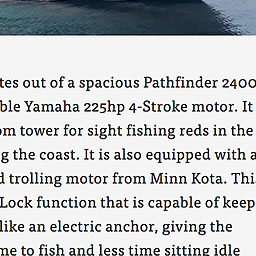 tes out of a spacious Pathfinder 2400
ble Yamaha 225hp 4-Stroke motor. It
om tower for sight fishing reds in the
g the coast. It is also equipped with a
d trolling motor from Minn Kota. This
Lock function that is capable of keep
like an electric anchor, giving the
me to fish and less time sitting idle